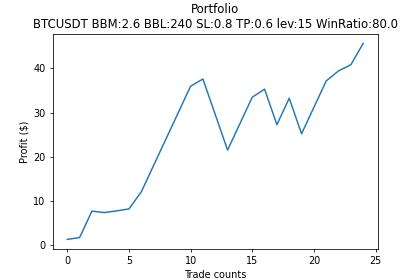 Portfolio
BTCUSDT BBM:2.6 BBL:240 SL:0.8 TP:0.6 lev:15 WinRatio:80.0
Profit ($)
40
30
20
10
0
0 5 10 15 20 25
Trade counts